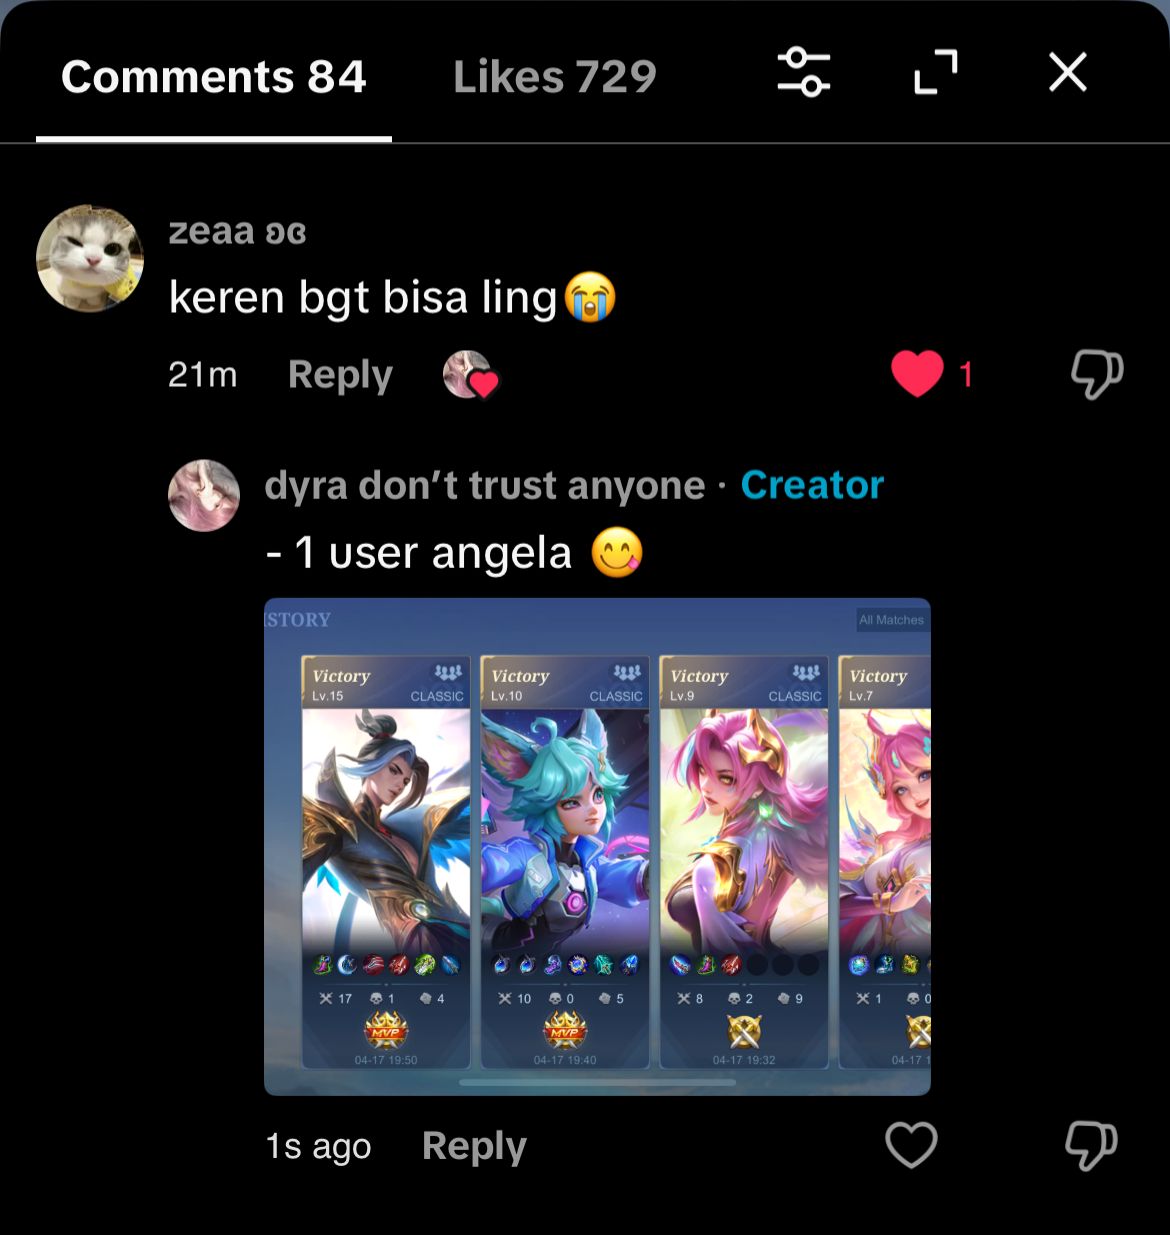 Comments 84
Likes 729
zeaa ʚɞ
keren bgt bisa ling😭
21m Reply
1
dyra don't trust anyone · Creator
- 1 user angela 😋
ISTORY
All Matches
Victory
Lv.15 CLASSIC
17 1 4
MVP
04-17 19:50
Victory
Lv.10 CLASSIC
10 0 5
MVP
04-17 19:40
Victory
Lv.9 CLASSIC
8 2 9
04-17 19:32
Victory
Lv.7
1 0
04-17 1
1s ago Reply